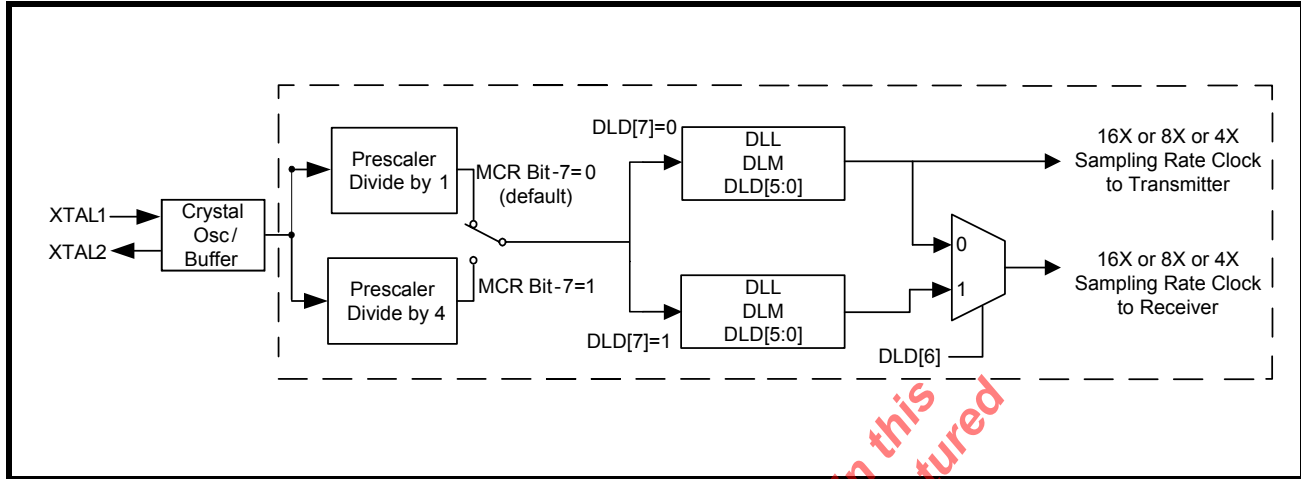 XTAL1
XTAL2
Crystal
Osc/
Buffer
Prescaler
Divide by 1
Prescaler
Divide by 4
MCR Bit-7=0
(default)
MCR Bit-7=1
DLD[7]=0
DLL
DLM
DLD[5:0]
DLD[7]=1
DLL
DLM
DLD[5:0]
0
1
DLD[6]
16X or 8X or 4X
Sampling Rate Clock
to Transmitter
16X or 8X or 4X
Sampling Rate Clock
to Receiver
in this